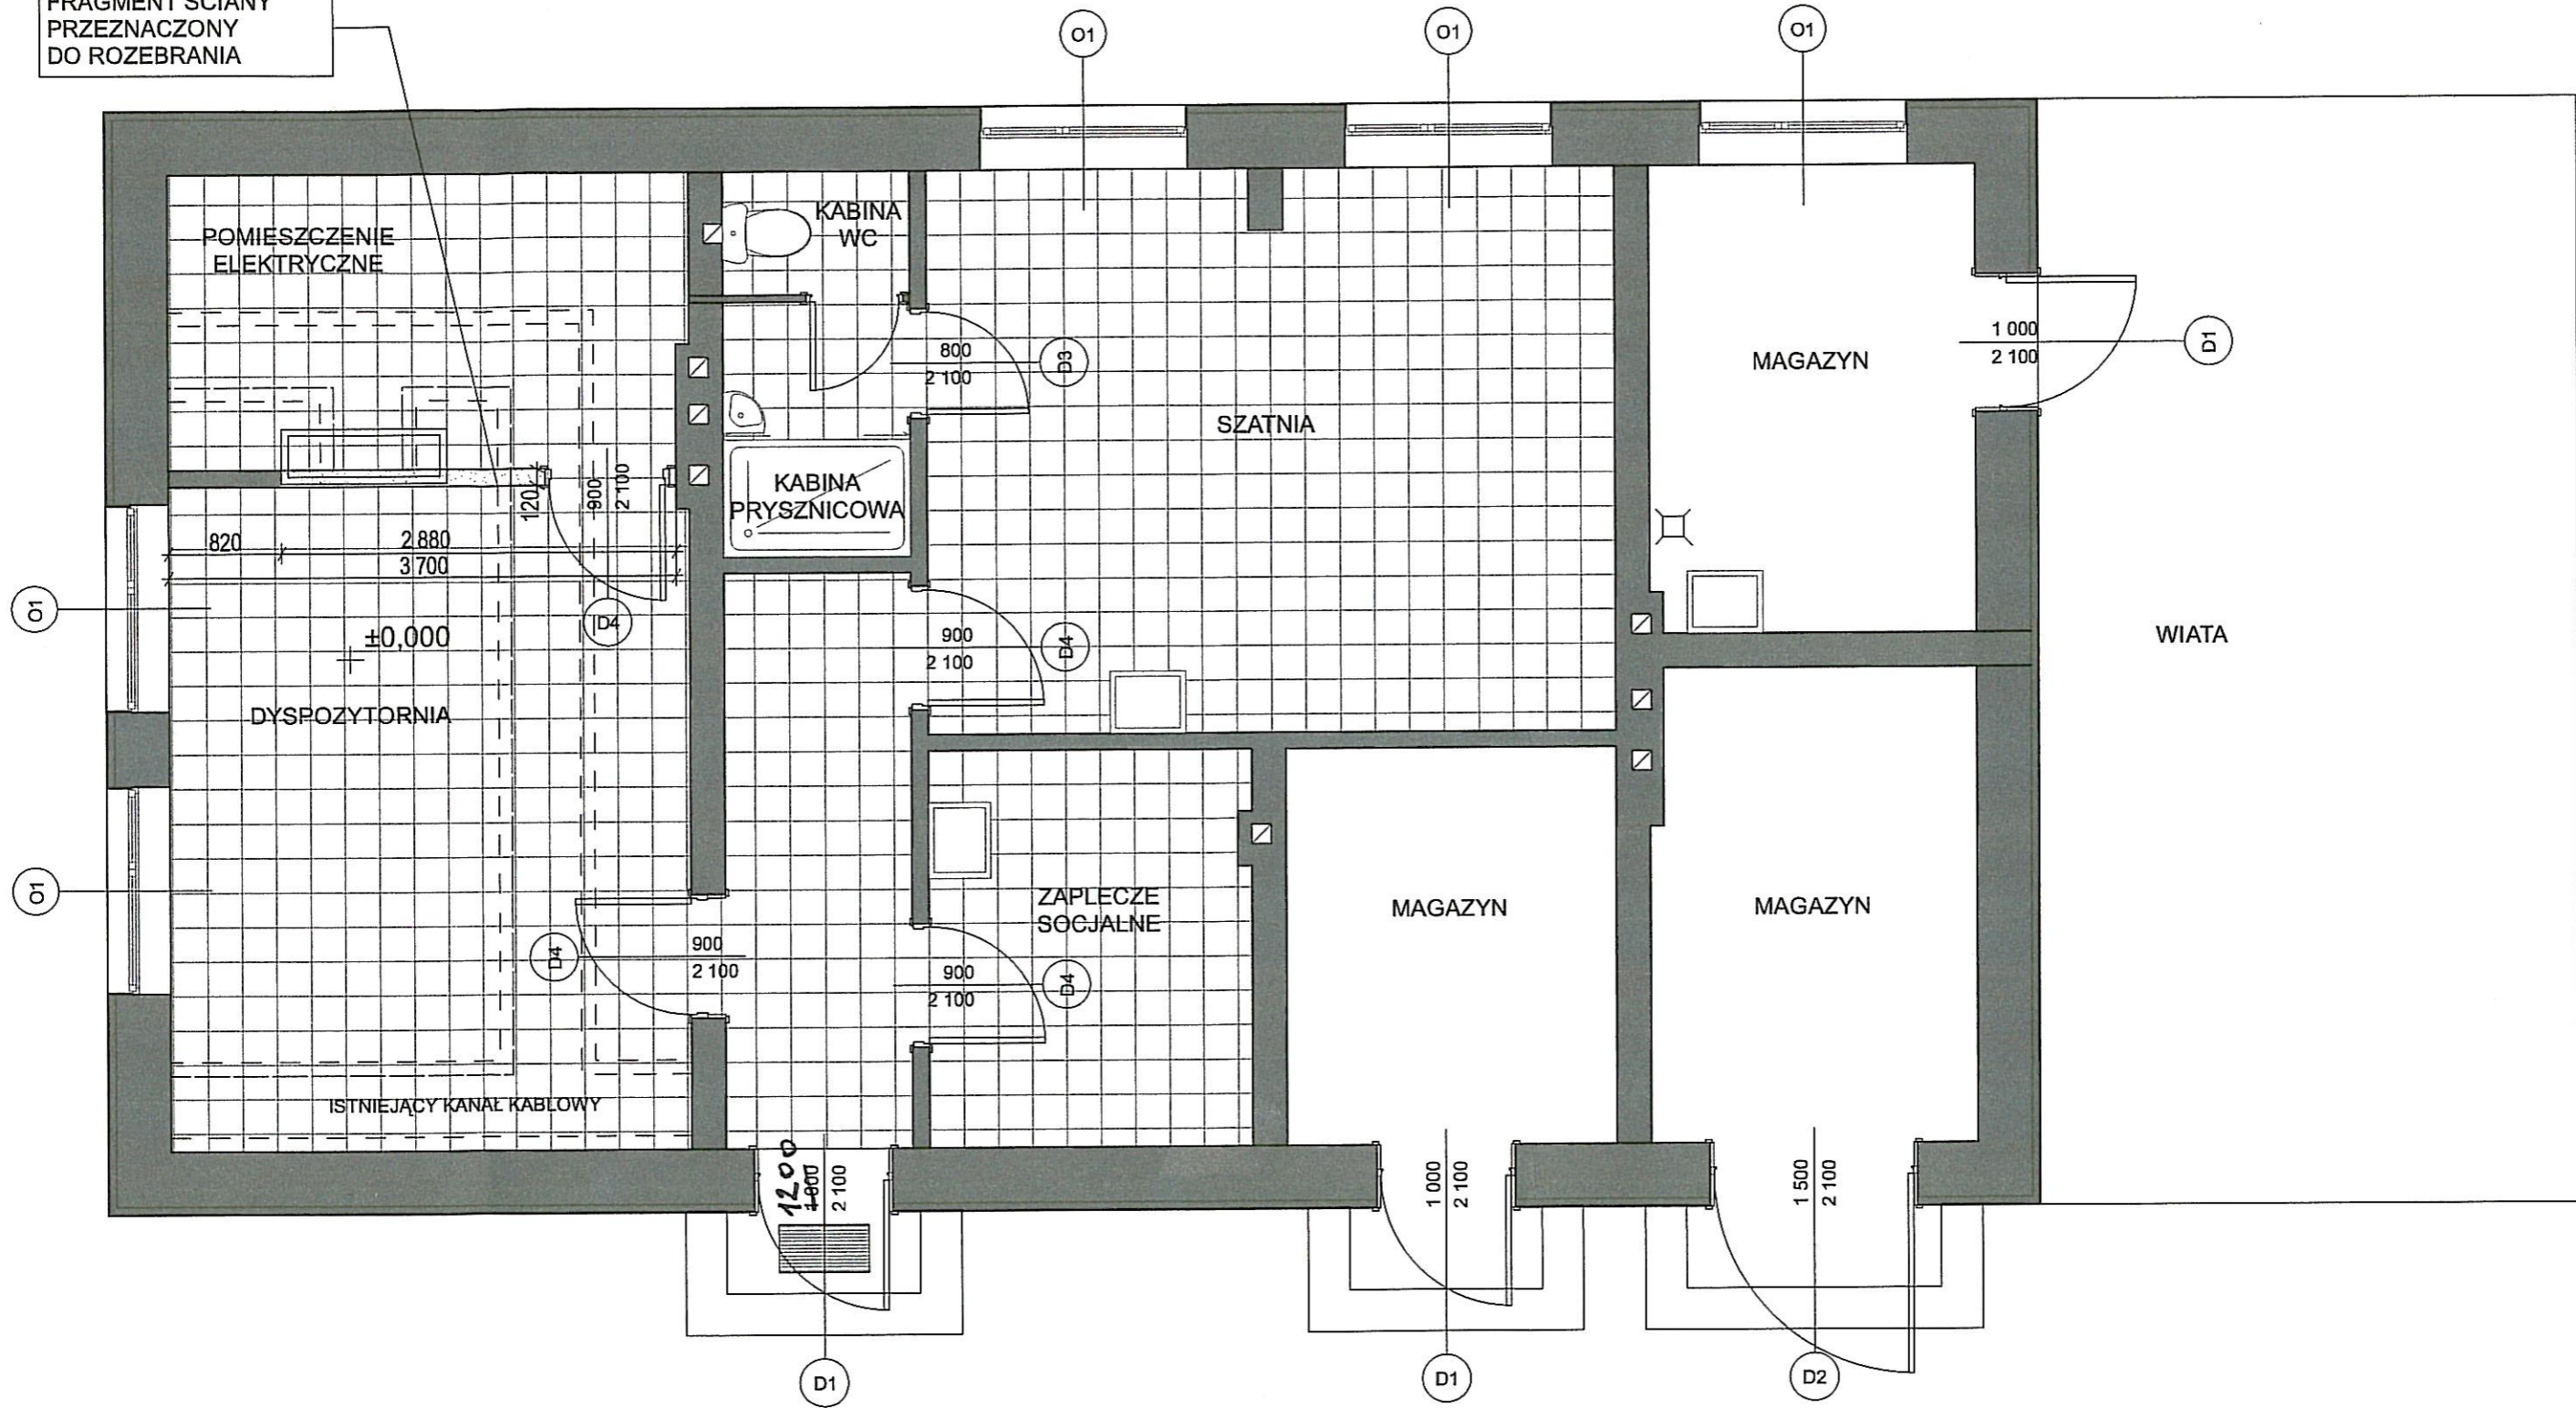 FRAGMENT ŚCIANY
PRZEZNACZONY
DO ROZEBRANIA
O1
O1
O1
POMIESZCZENIE
ELEKTRYCZNE
KABINA
WC
800
2 100
D3
1 000
2 100
D1
MAGAZYN
SZATNIA
KABINA
PRYSZNICOWA
120
900
2 100
820
2 880
3 700
O1
D4
±0,000
900
2 100
D4
WIATA
DYSPOZYTORNIA
O1
ZAPLECZE
SOCJALNE
MAGAZYN
MAGAZYN
D4
900
2 100
900
2 100
D4
ISTNIEJĄCY KANAŁ KABLOWY
1200
1 000
2 100
1 000
2 100
1 500
2 100
D1
D1
D2